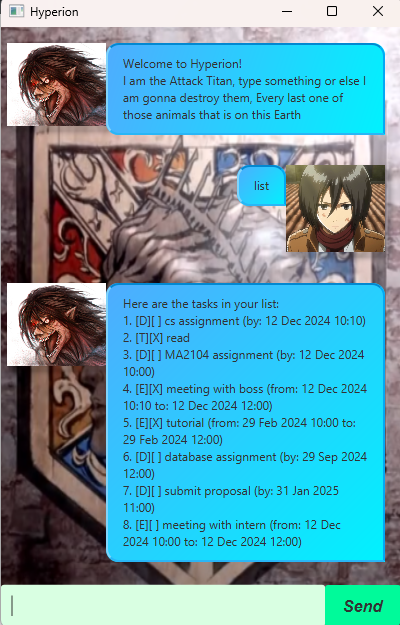 Hyperion
Welcome to Hyperion!
I am the Attack Titan, type something or else I
am gonna destroy them, Every last one of
those animals that is on this Earth
list
Here are the tasks in your list:
1. [D][ ] cs assignment (by: 12 Dec 2024 10:10)
2. [T][X] read
3. [D][ ] MA2104 assignment (by: 12 Dec 2024
10:00)
4. [E][X] meeting with boss (from: 12 Dec 2024
10:10 to: 12 Dec 2024 12:00)
5. [E][X] tutorial (from: 29 Feb 2024 10:00 to:
29 Feb 2024 12:00)
6. [D][ ] database assignment (by: 29 Sep 2024
12:00)
7. [D][ ] submit proposal (by: 31 Jan 2025
11:00)
8. [E][ ] meeting with intern (from: 12 Dec
2024 10:00 to: 12 Dec 2024 12:00)
Send